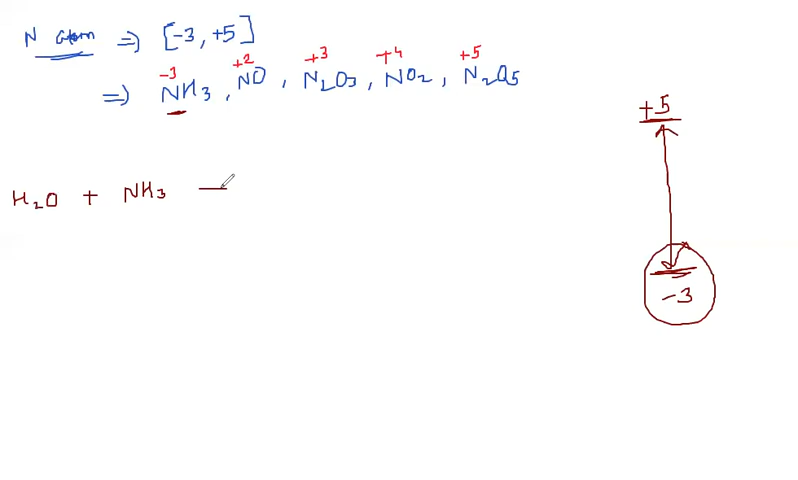 N atom ⇒ [-3, +5]
-3 +2 +3 +4 +5
⇒ NH3, NO, N2O3, NO2, N2O5
+5
H2O + NH3 —
-3